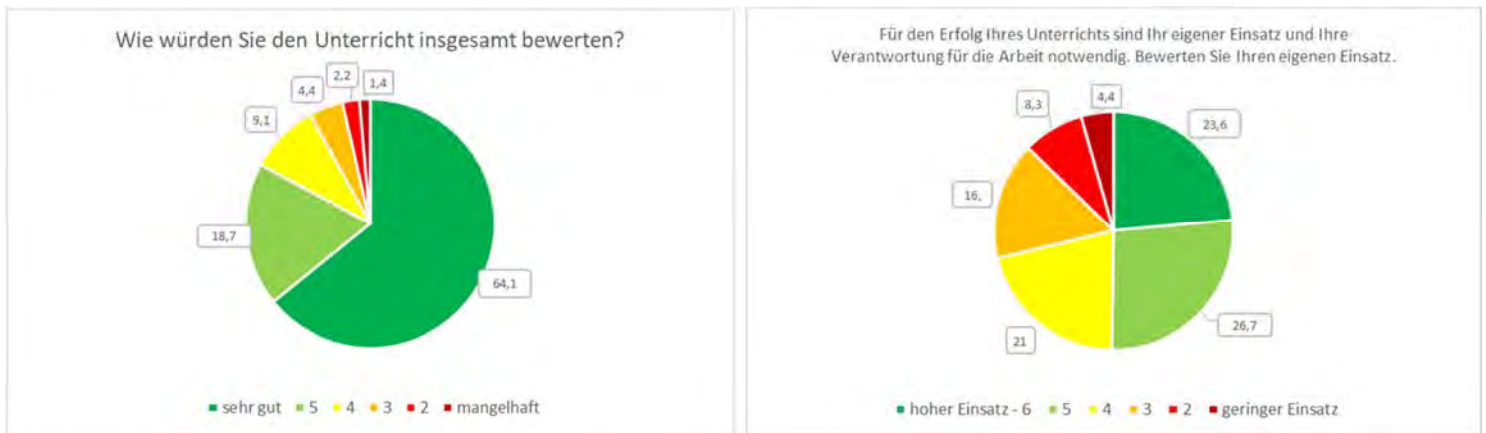 Wie würden Sie den Unterricht insgesamt bewerten?
2,2
1,4
4,4
9,1
18,7
64,1
sehr gut 5 4 3 2 mangelhaft
Für den Erfolg Ihres Unterrichts sind Ihr eigener Einsatz und Ihre
Verantwortung für die Arbeit notwendig. Bewerten Sie Ihren eigenen Einsatz.
4,4
8,3
23,6
16,
26,7
21
hoher Einsatz - 6 5 4 3 2 geringer Einsatz